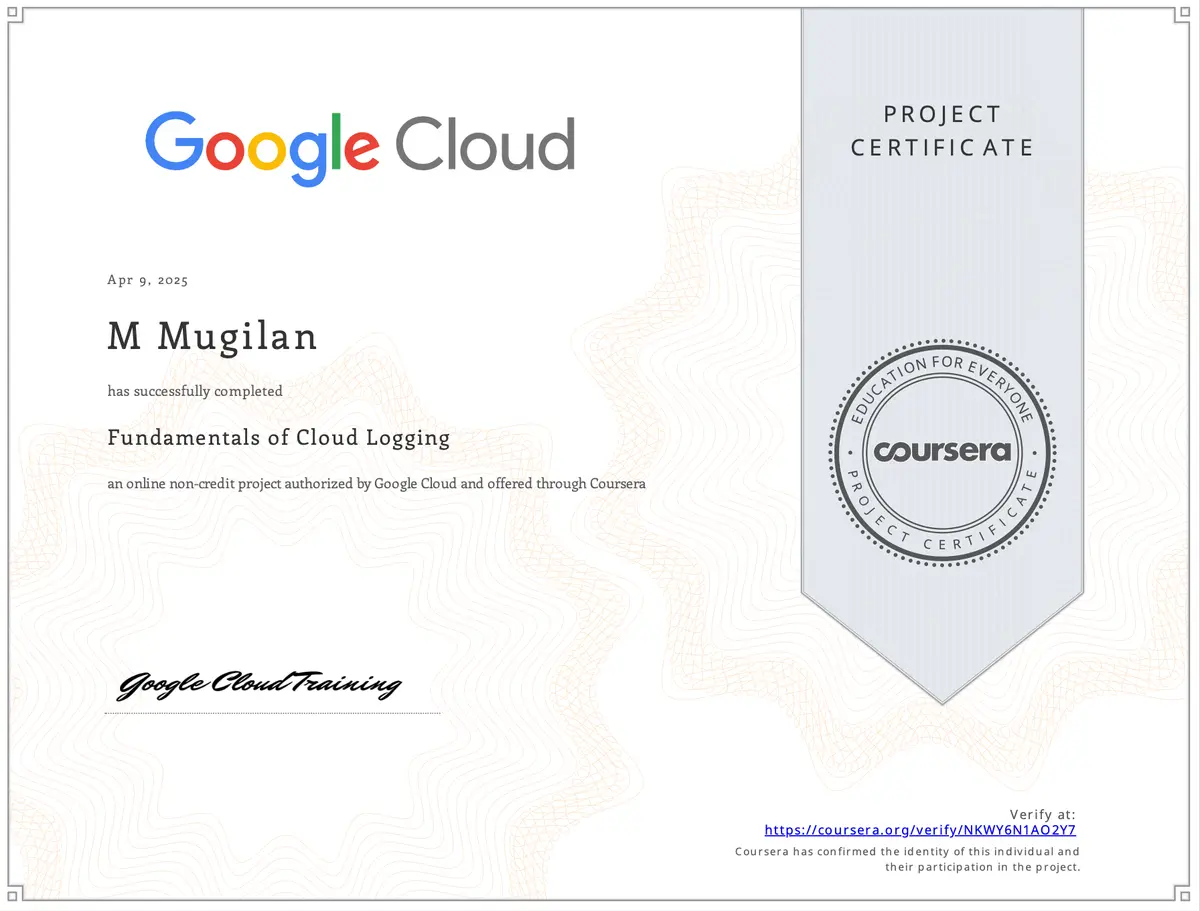 Google Cloud
PROJECT
CERTIFICATE
Apr 9, 2025
M Mugilan
has successfully completed
Fundamentals of Cloud Logging
an online non-credit project authorized by Google Cloud and offered through Coursera
EDUCATION FOR EVERYONE
coursera
PROJECT CERTIFICATE
Google Cloud Training
Verify at:
https://coursera.org/verify/NKWY6N1AO2Y7
Coursera has confirmed the identity of this individual and
their participation in the project.